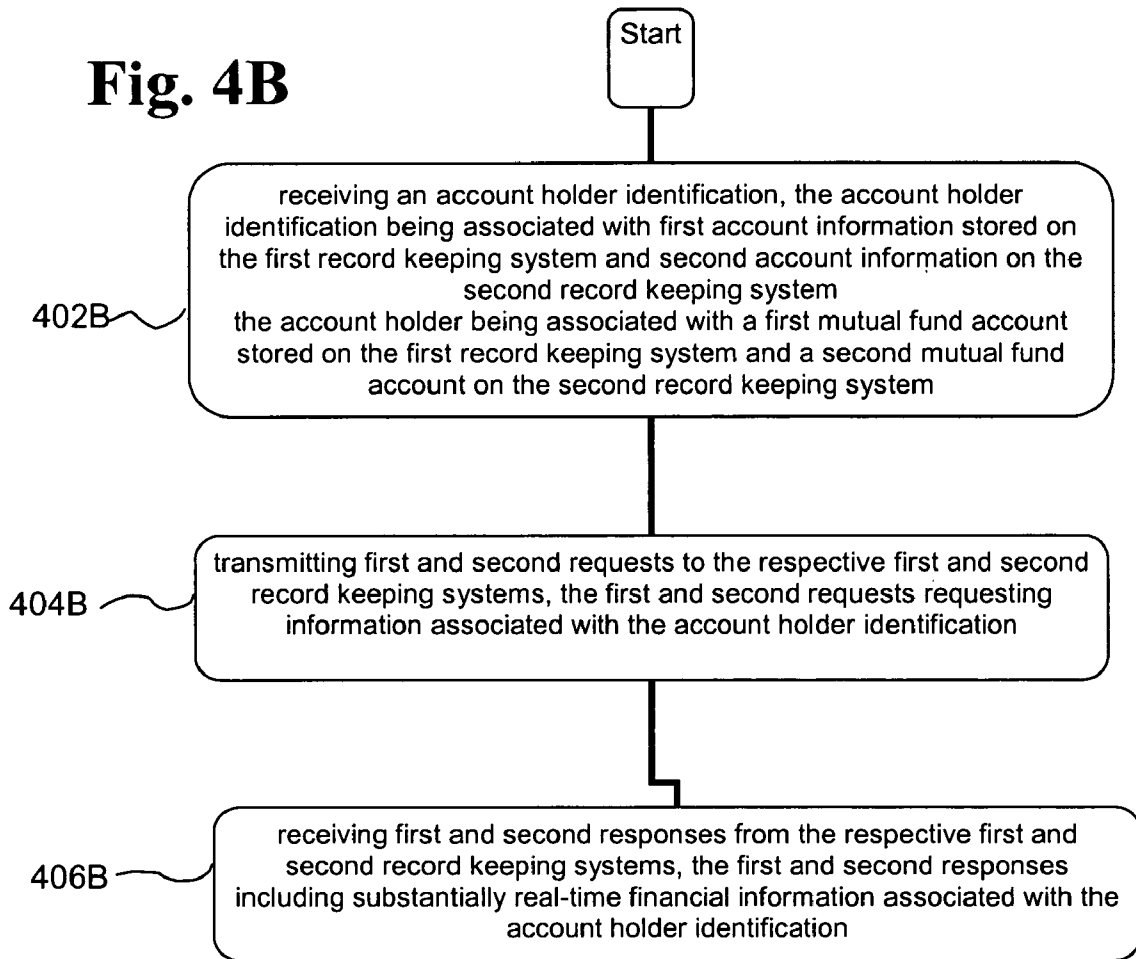 Start
Fig. 4B
receiving an account holder identification, the account holder
identification being associated with first account information stored on
the first record keeping system and second account information on the
second record keeping system
the account holder being associated with a first mutual fund account
stored on the first record keeping system and a second mutual fund
account on the second record keeping system
402B
transmitting first and second requests to the respective first and second
record keeping systems, the first and second requests requesting
information associated with the account holder identification
404B
receiving first and second responses from the respective first and
second record keeping systems, the first and second responses
including substantially real-time financial information associated with the
account holder identification
406B